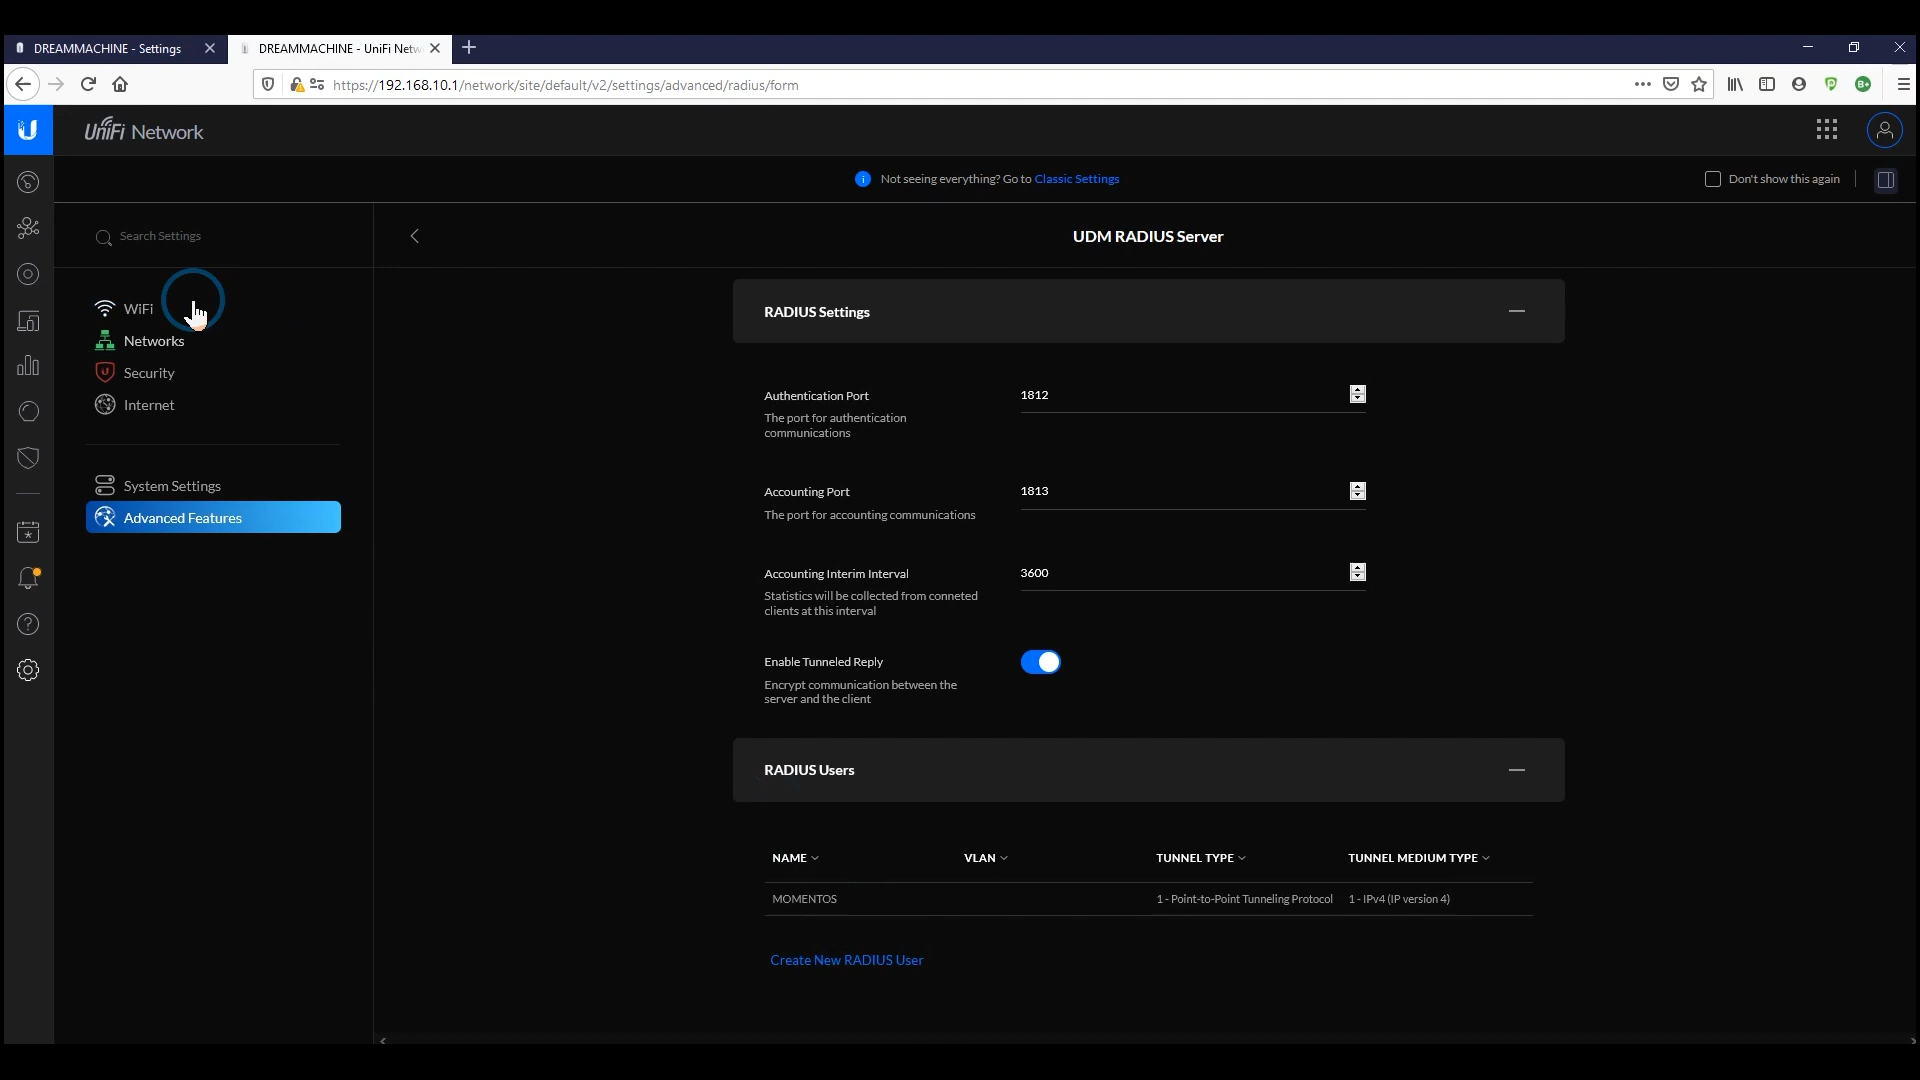 DREAMMACHINE - Settings
DREAMMACHINE - UniFi Netw
https://192.168.10.1/network/site/default/v2/settings/advanced/radius/form
UniFi Network
Not seeing everything? Go to Classic Settings
Don't show this again
Search Settings
UDM RADIUS Server
WiFi
Networks
Security
Internet
System Settings
Advanced Features
RADIUS Settings
Authentication Port
1812
The port for authentication
communications
Accounting Port
1813
The port for accounting communications
Accounting Interim Interval
3600
Statistics will be collected from conneted
clients at this interval
Enable Tunneled Reply
Encrypt communication between the
server and the client
RADIUS Users
NAME VLAN TUNNEL TYPE TUNNEL MEDIUM TYPE
MOMENTOS 1 - Point-to-Point Tunneling Protocol 1 - IPv4 (IP version 4)
Create New RADIUS User